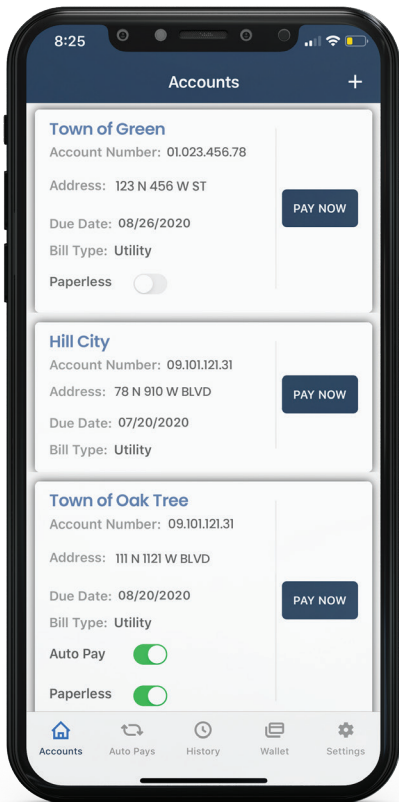 8:25
Accounts +
Town of Green
Account Number: 01.023.456.78
Address: 123 N 456 W ST
PAY NOW
Due Date: 08/26/2020
Bill Type: Utility
Paperless
Hill City
Account Number: 09.101.121.31
Address: 78 N 910 W BLVD
PAY NOW
Due Date: 07/20/2020
Bill Type: Utility
Town of Oak Tree
Account Number: 09.101.121.31
Address: 111 N 1121 W BLVD
Due Date: 08/20/2020
PAY NOW
Bill Type: Utility
Auto Pay
Paperless
Accounts Auto Pays History Wallet Settings